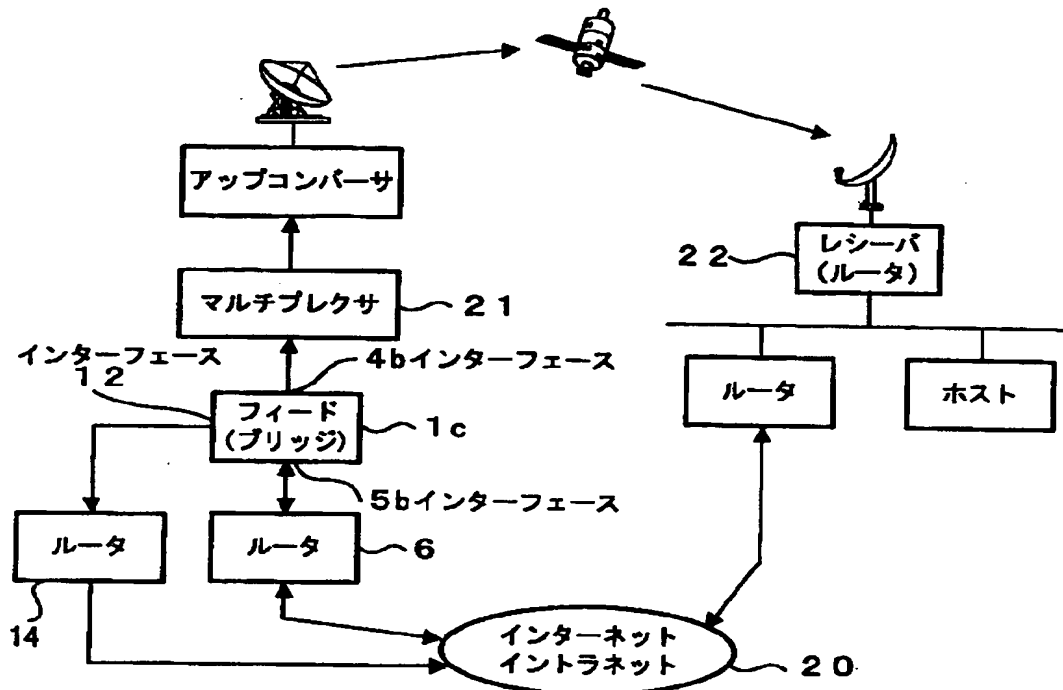 アップコンバーサ
レシーバ
(ルータ)
22
マルチプレクサ
21
インターフェース
12
4bインターフェース
フィード
(ブリッジ)
1c
ルータ
ホスト
5bインターフェース
ルータ
ルータ
6
14
インターネット
イントラネット
20